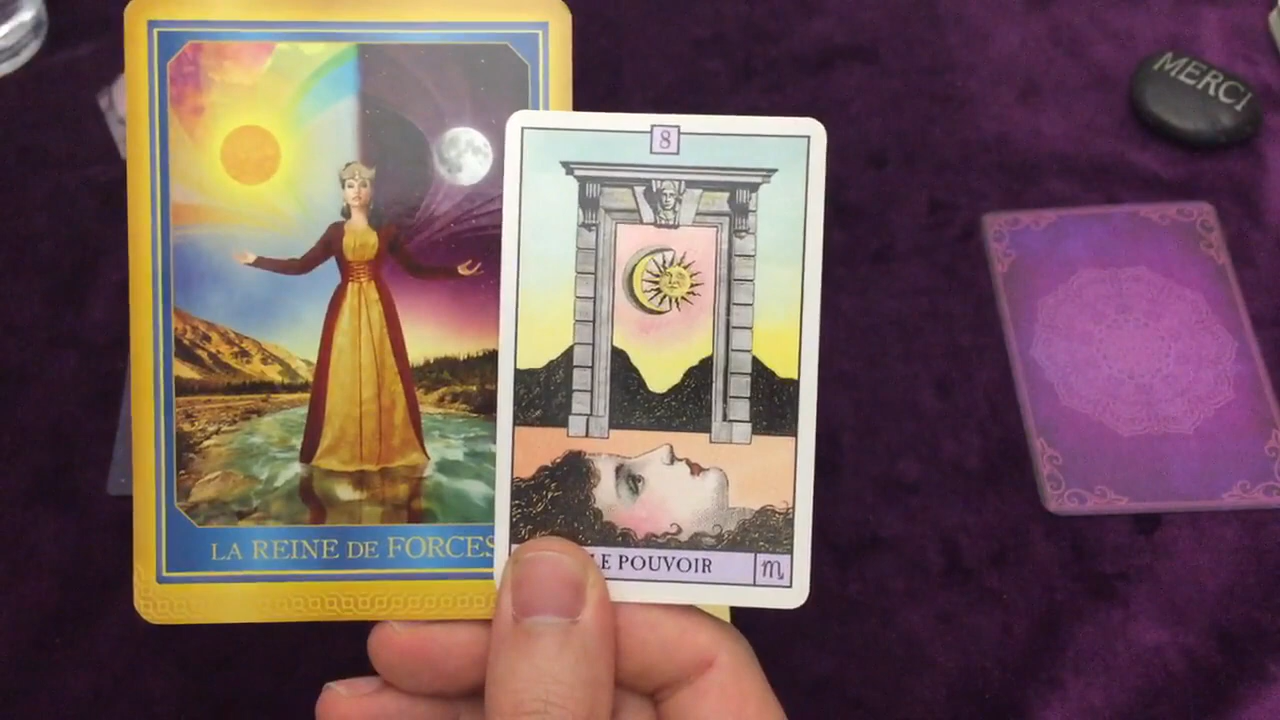 MERCI
8
LA REINE DE FORCES
LE POUVOIR
♏